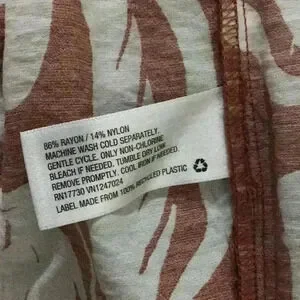 86% RAYON / 14% NYLON
MACHINE WASH COLD SEPARATELY.
GENTLE CYCLE. ONLY NON-CHLORINE
BLEACH IF NEEDED. TUMBLE DRY LOW
REMOVE PROMPTLY. COOL IRON IF NEEDED.
RN17730 VN1247024
LABEL MADE FROM 100% RECYCLED PLASTIC